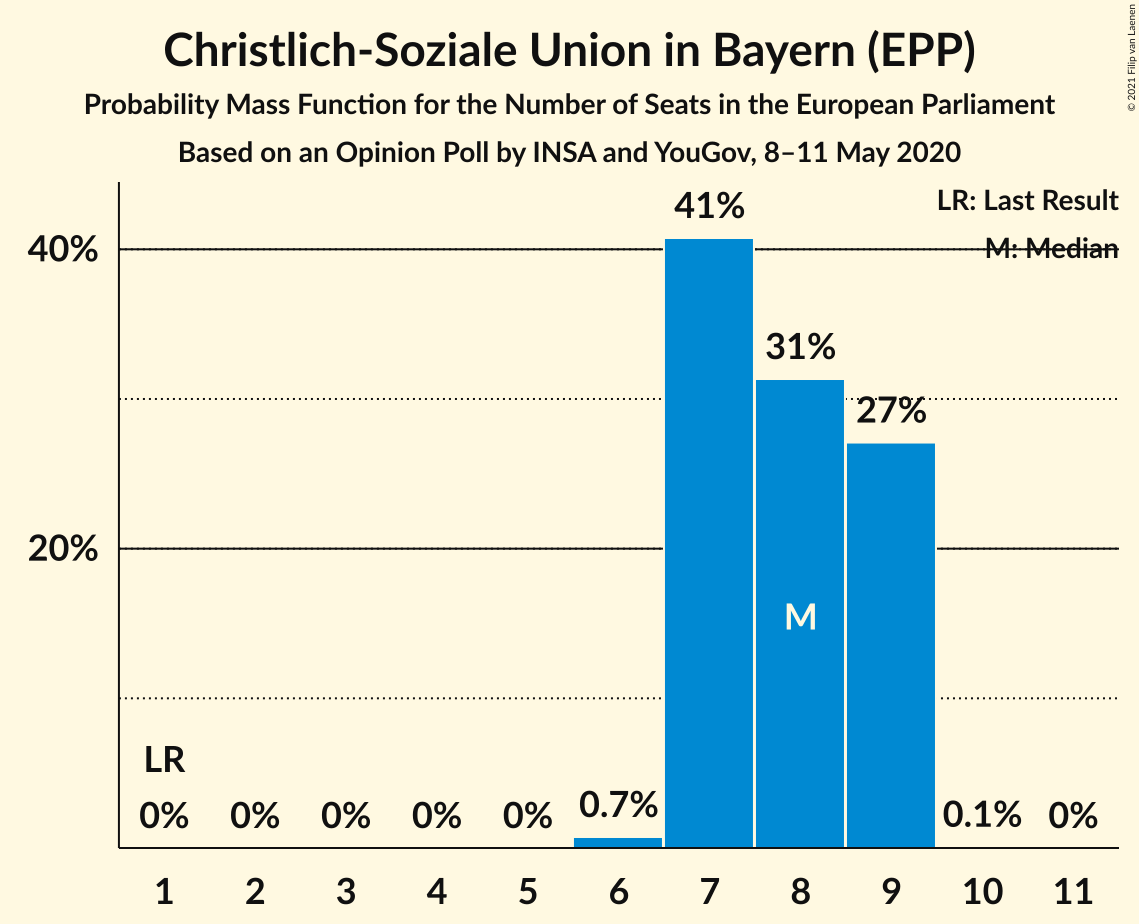 Christlich-Soziale Union in Bayern (EPP)
Probability Mass Function for the Number of Seats in the European Parliament
Based on an Opinion Poll by INSA and YouGov, 8–11 May 2020
© 2021 Filip van Laenen
LR: Last Result
M: Median
40%
20%
41%
31%
27%
M
LR
0%
0%
0%
0%
0%
0.7%
0.1%
0%
1 2 3 4 5 6 7 8 9 10 11